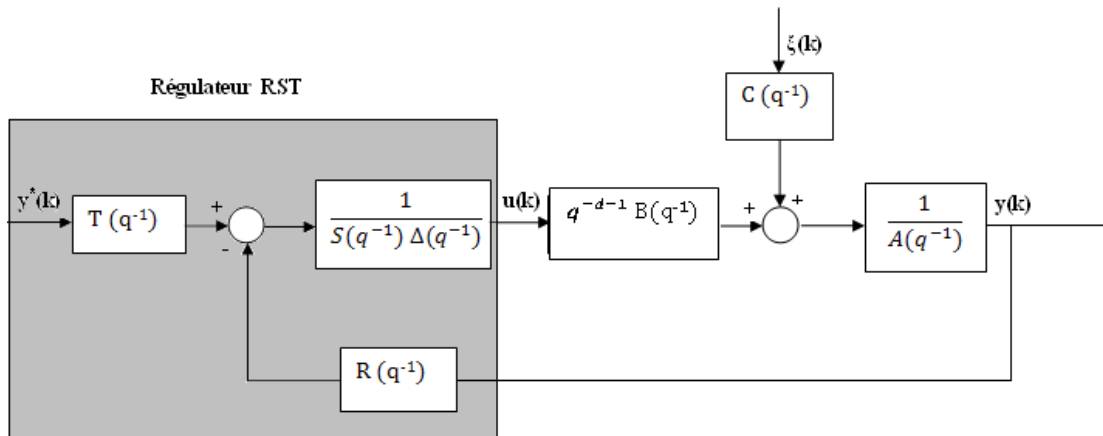 ξ(k)
Régulateur RST
C (q⁻¹)
y*(k)
T (q⁻¹)
+
-
1
S(q⁻¹) Δ(q⁻¹)
u(k)
q⁻ᵈ⁻¹ B(q⁻¹)
+
+
1
A(q⁻¹)
y(k)
R (q⁻¹)